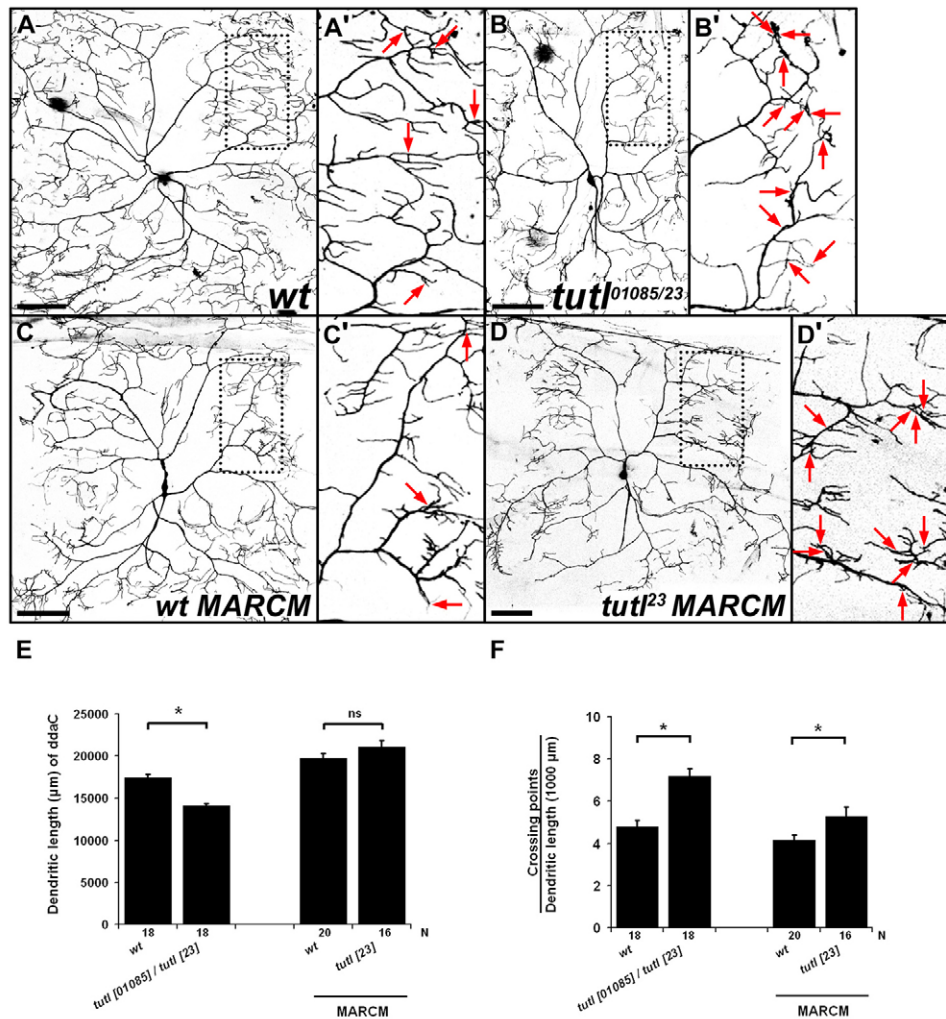 A
A'
B
B'
wt
tutl01085/23
C
C'
D
D'
wt MARCM
tutl23 MARCM
E
F
Dendritic length (µm) of ddaC
25000
20000
15000
10000
5000
0
*
ns
18
18
20
16
N
wt
tutl [01085] / tutl [23]
wt
tutl [23]
MARCM
Crossing points
Dendritic length (1000 µm)
10
8
6
4
2
0
*
*
18
18
20
16
N
wt
tutl [01085] / tutl [23]
wt
tutl [23]
MARCM